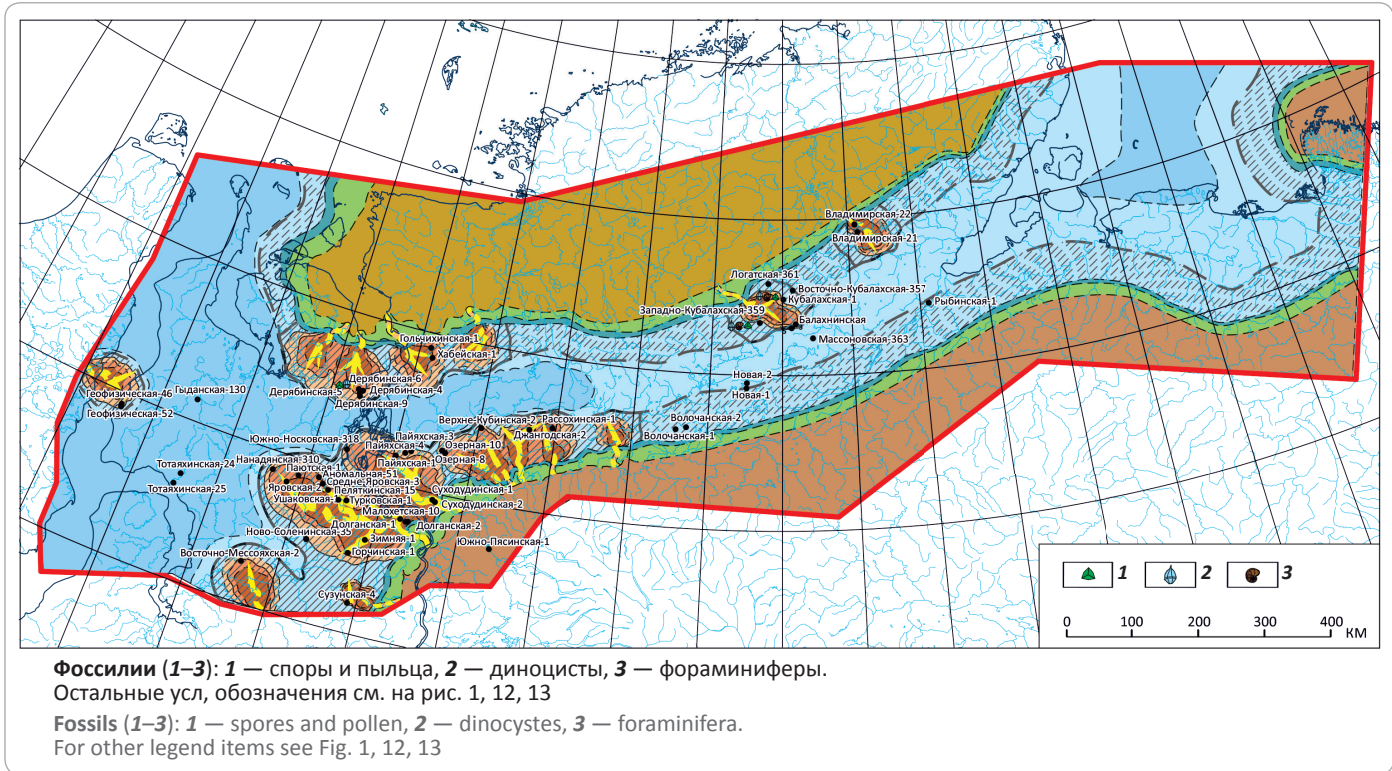 Владимирская-22
Владимирская-21
Логатская-361
Восточно-Кубалахская-357
Кубалахская-1
Западно-Кубалахская-359
Балахнинская
Рыбинская-1
Массоновская-363
Гольчихинская-1
Хабейская-1
Дерябинская-6
Дерябинская-5
Дерябинская-4
Дерябинская-9
Геофизическая-46
Гыданская-130
Геофизическая-52
Новая-2
Новая-1
Верхне-Кубинская-2
Рассохинская-1
Волочанская-2
Джангодская-2
Волочанская-1
Южно-Носковская-318
Пайяхская-3
Пайяхская-4
Озерная-10
Пайяхская-1
Озерная-8
Нанадянская-310
Паютская-1
Тотаяхинская-24
Аномальная-51
Средне-Яровская-3
Яровская-2
Пеляткинская-15
Суходудинская-1
Тотаяхинская-25
Ушаковская-1
Турковская-1
Суходудинская-2
Малохетская-10
Долганская-1
Долганская-2
Ново-Соленинская-35
Зимняя-1
Южно-Пясинская-1
Горчинская-1
Восточно-Мессояхская-2
Сузунская-4
1 2 3
0 100 200 300 400
КМ
Фоссилии (1–3): 1 — споры и пыльца, 2 — диноцисты, 3 — фораминиферы.
Остальные усл, обозначения см. на рис. 1, 12, 13
Fossils (1–3): 1 — spores and pollen, 2 — dinocystes, 3 — foraminifera.
For other legend items see Fig. 1, 12, 13